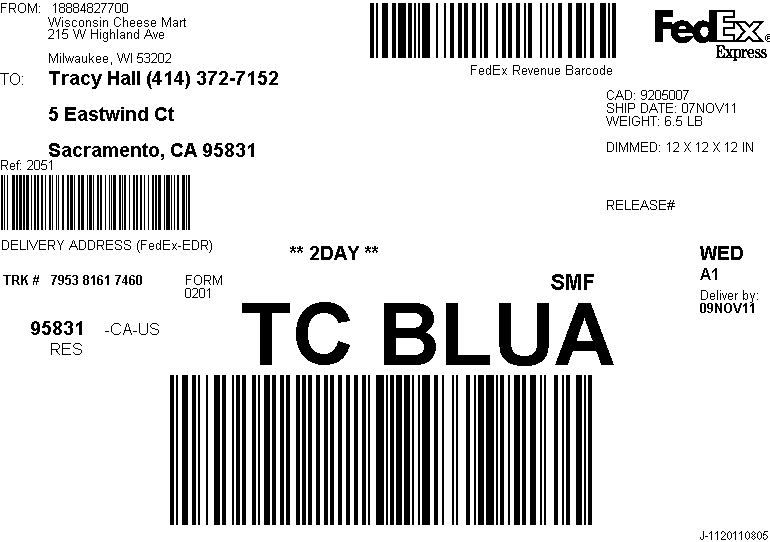 FROM: 18884827700
Wisconsin Cheese Mart
215 W Highland Ave
Milwaukee, WI 53202
FedEx®
Express
FedEx Revenue Barcode
TO: Tracy Hall (414) 372-7152
5 Eastwind Ct
Sacramento, CA 95831
CAD: 9205007
SHIP DATE: 07NOV11
WEIGHT: 6.5 LB
DIMMED: 12 X 12 X 12 IN
Ref: 2051
RELEASE#
DELIVERY ADDRESS (FedEx-EDR)
** 2DAY **
WED
A1
Deliver by:
09NOV11
TRK # 7953 8161 7460 FORM
0201
SMF
95831 -CA-US
RES
TC BLUA
J-1120110805